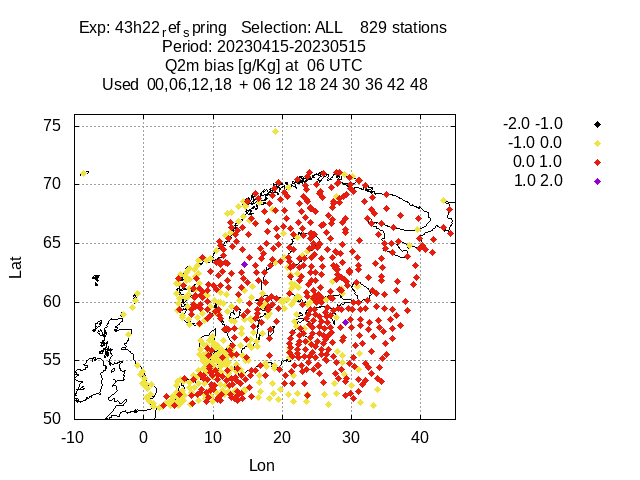 Exp: 43h22ᵣefₛpring   Selection: ALL    829 stations
Period: 20230415-20230515
Q2m bias [g/Kg] at  06 UTC
Used  00,06,12,18  + 06 12 18 24 30 36 42 48
-2.0 -1.0
-1.0  0.0
0.0  1.0
1.0  2.0
75
70
65
60
55
50
Lat
-10 0 10 20 30 40
Lon